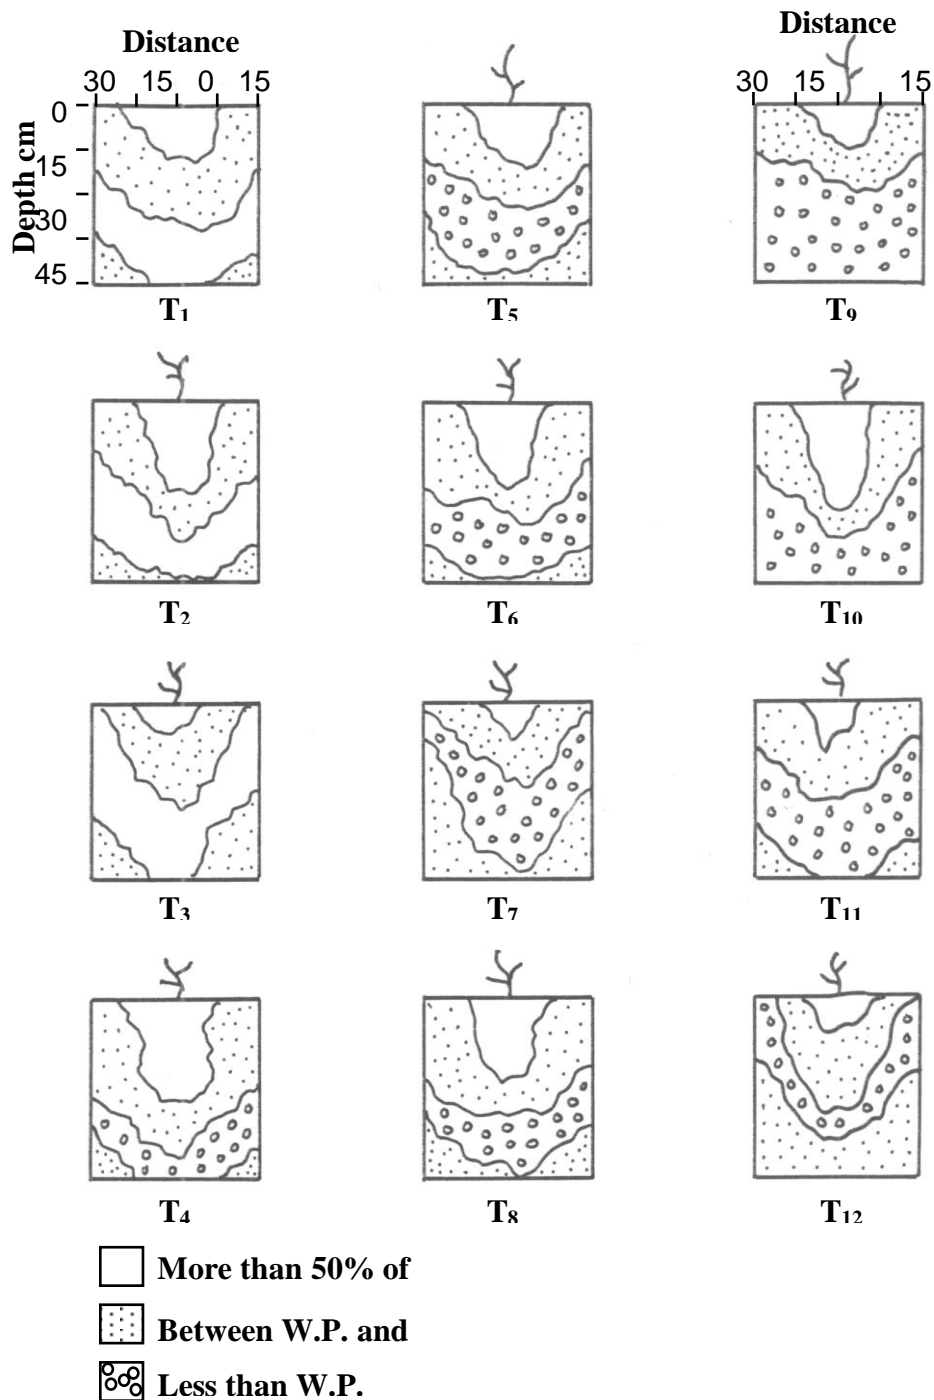 Distance
30 15 0 15
Depth cm
0
15
30
45
T₁
T₅
Distance
30 15 15
T₉
T₂
T₆
T₁₀
T₃
T₇
T₁₁
T₄
T₈
T₁₂
More than 50% of
Between W.P. and
Less than W.P.